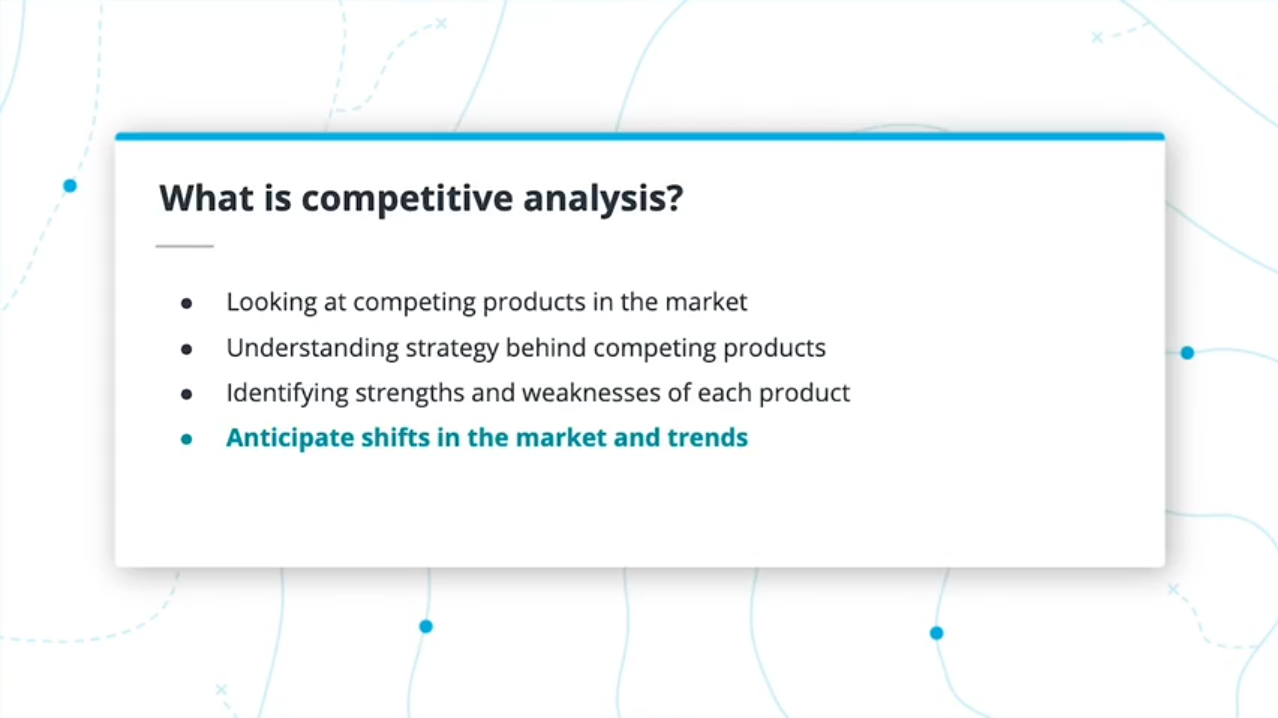 What is competitive analysis?
● Looking at competing products in the market
● Understanding strategy behind competing products
● Identifying strengths and weaknesses of each product
● Anticipate shifts in the market and trends